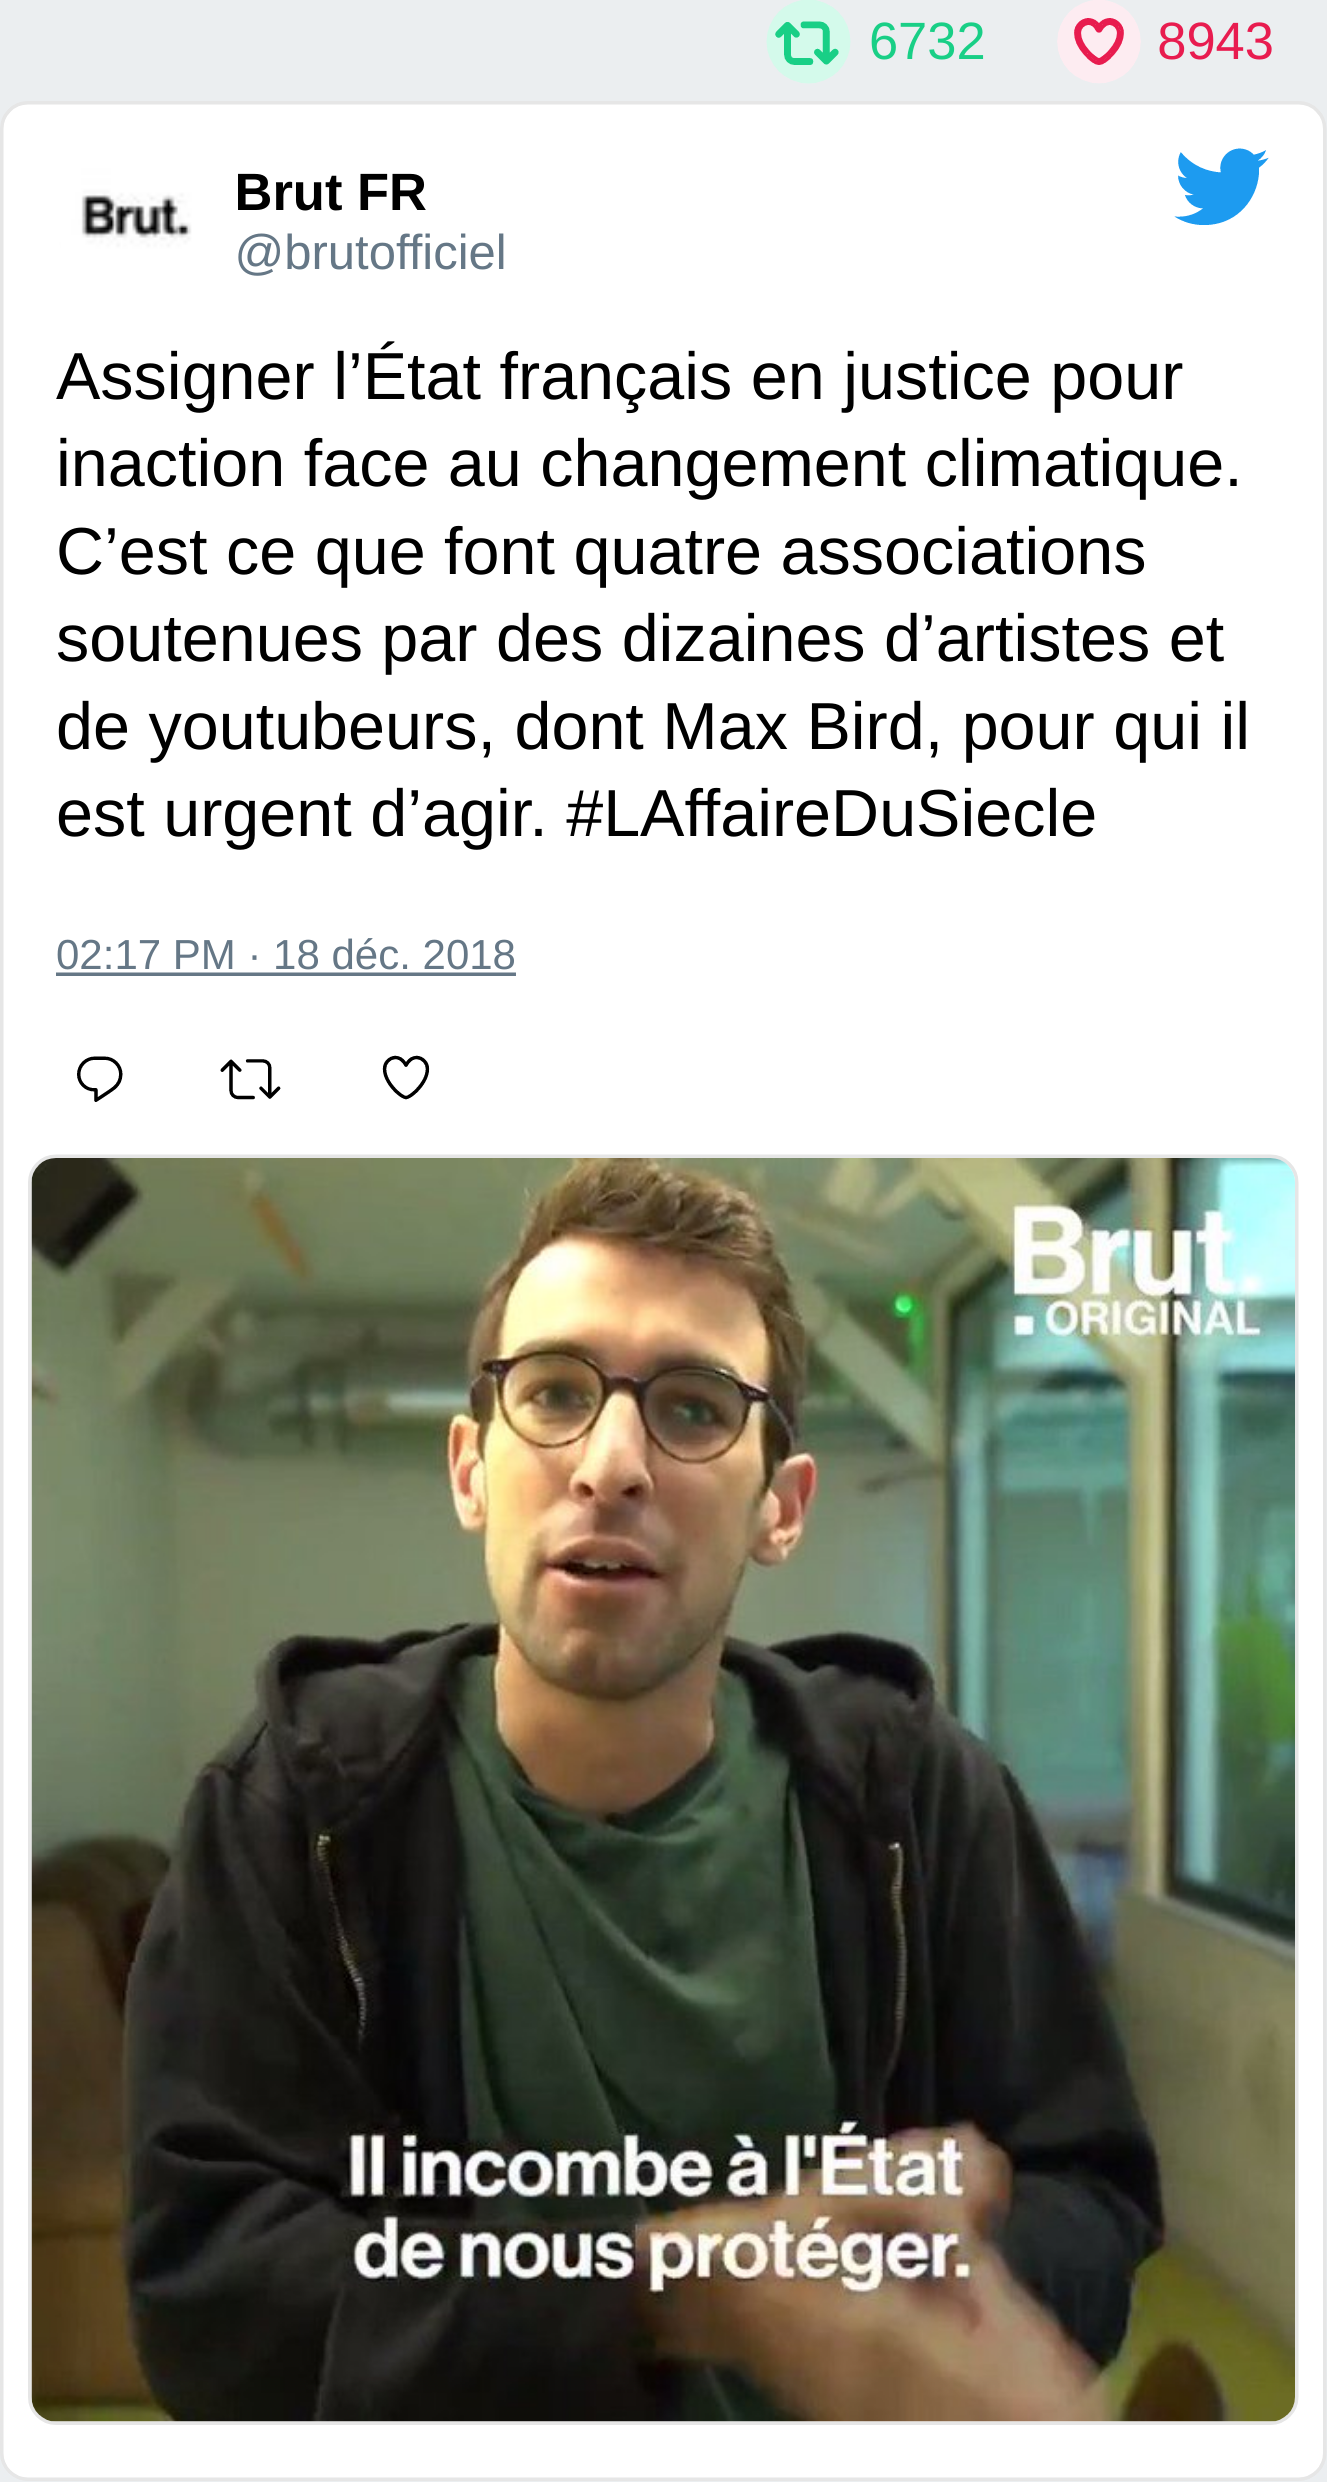 6732 8943
Brut.
Brut FR
@brutofficiel
Assigner l’État français en justice pour
inaction face au changement climatique.
C’est ce que font quatre associations
soutenues par des dizaines d’artistes et
de youtubeurs, dont Max Bird, pour qui il
est urgent d’agir. #LAffaireDuSiecle
02:17 PM · 18 déc. 2018
Brut.
ORIGINAL
Il incombe à l'État
de nous protéger.